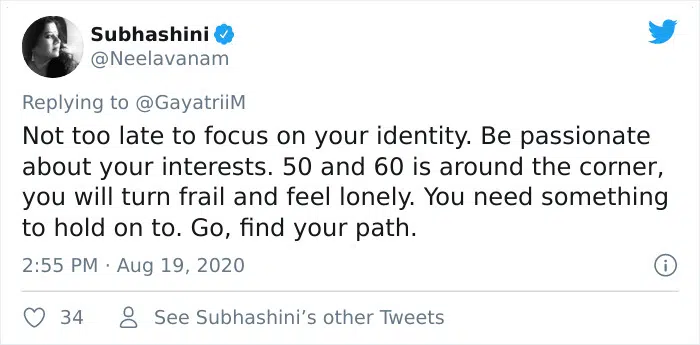 Subhashini
@Neelavanam
Replying to @GayatriiM
Not too late to focus on your identity. Be passionate
about your interests. 50 and 60 is around the corner,
you will turn frail and feel lonely. You need something
to hold on to. Go, find your path.
2:55 PM · Aug 19, 2020
34 See Subhashini’s other Tweets